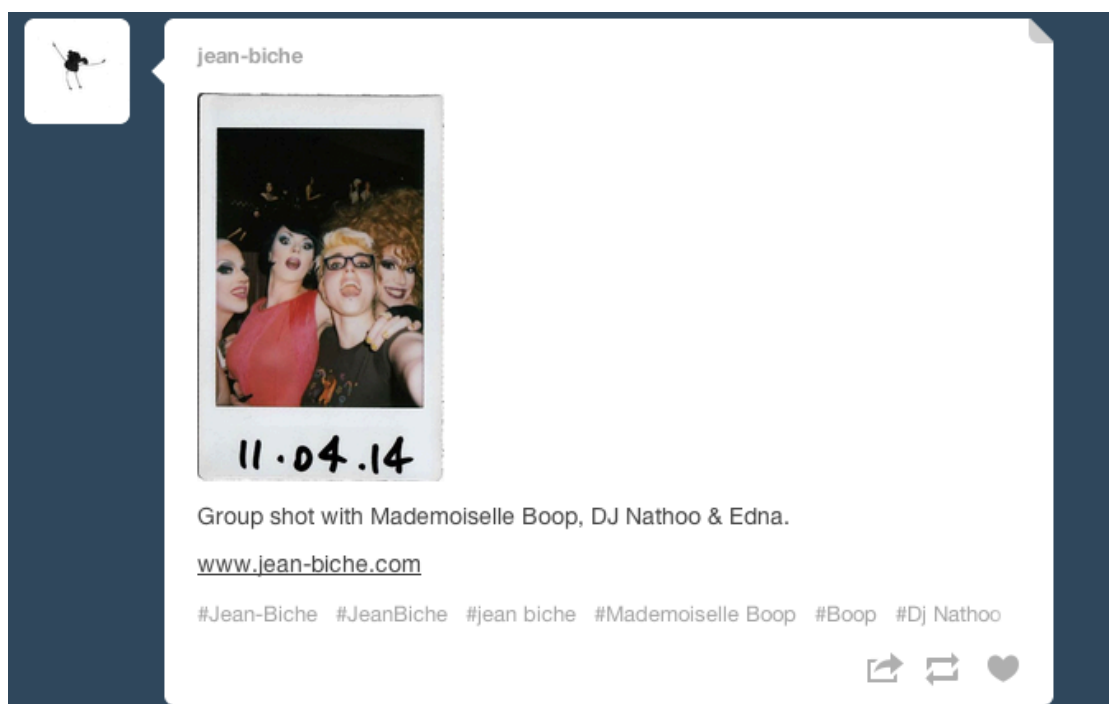 jean-biche
11.04.14
Group shot with Mademoiselle Boop, DJ Nathoo & Edna.
www.jean-biche.com
#Jean-Biche #JeanBiche #jean biche #Mademoiselle Boop #Boop #Dj Nathoo